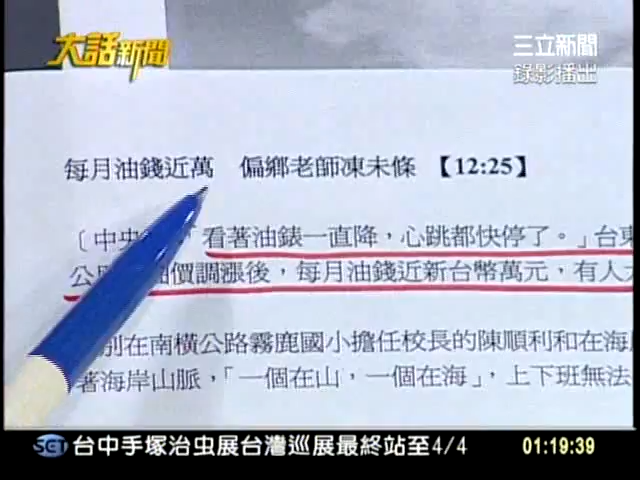 大話新聞
三立新聞
錄影播出
每月油錢近萬　偏鄉老師凍未條 【12:25】
〔中央 看著油錶一直降，心跳都快停了。」台東
公 油價調漲後，每月油錢近新台幣萬元，有人
別在南橫公路霧鹿國小擔任校長的陳順利和在海
著海岸山脈，「一個在山，一個在海」，上下班無法
SET 台中手塚治虫展台灣巡展最終站至4/4 01:19:39